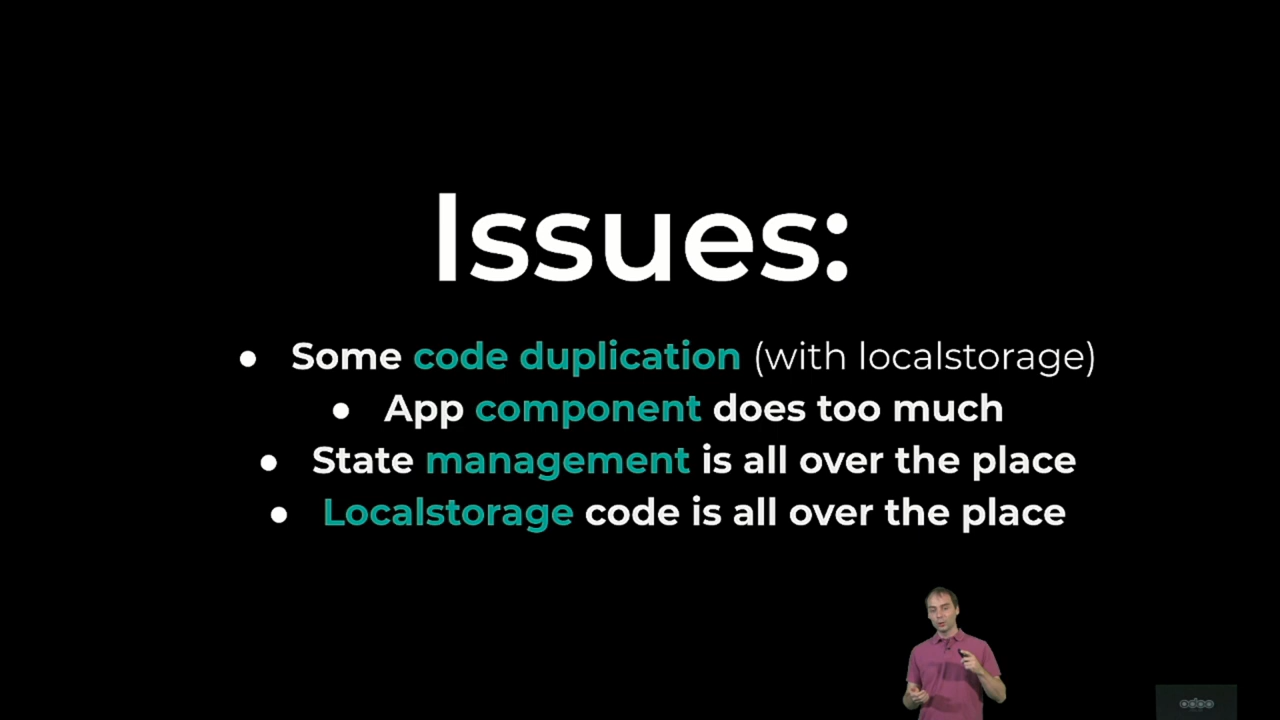 Issues:
● Some code duplication (with localstorage)
● App component does too much
● State management is all over the place
● Localstorage code is all over the place
odoo